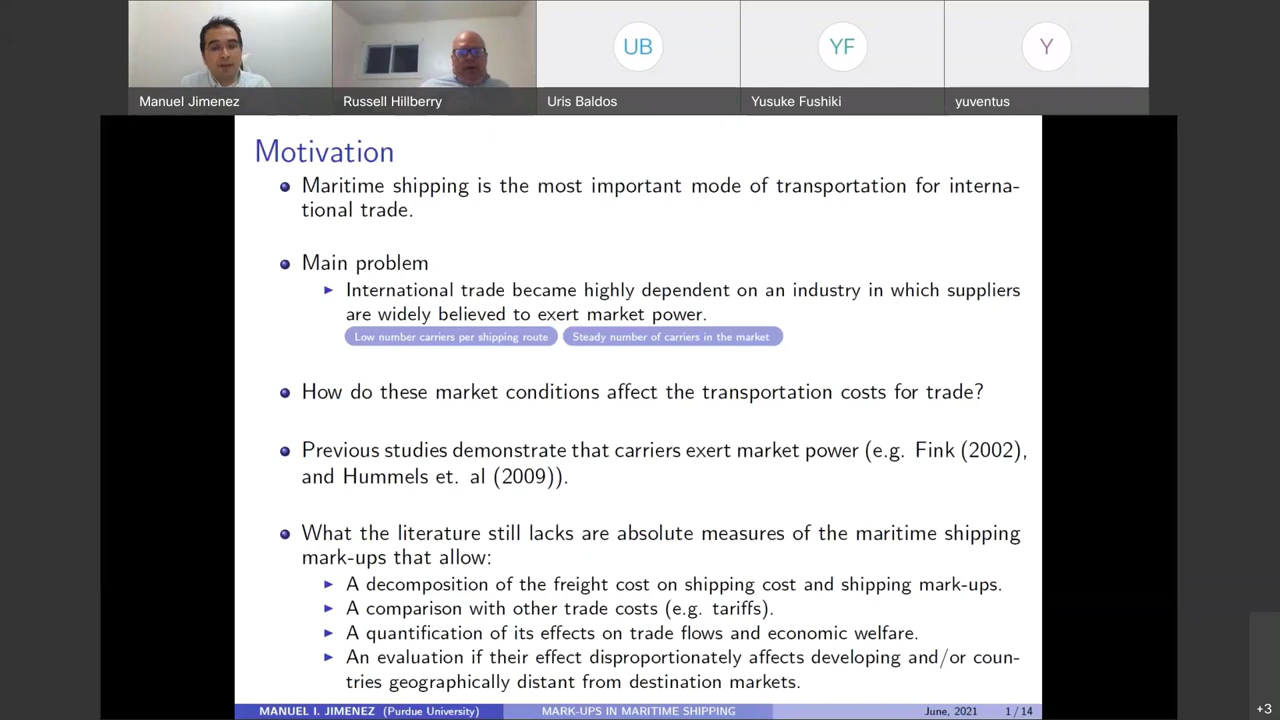 UB
YF
Y
Manuel Jimenez
Russell Hillberry
Uris Baldos
Yusuke Fushiki
yuventus
Motivation
Maritime shipping is the most important mode of transportation for interna-
tional trade.
Main problem
International trade became highly dependent on an industry in which suppliers
are widely believed to exert market power.
Low number carriers per shipping route
Steady number of carriers in the market
How do these market conditions affect the transportation costs for trade?
Previous studies demonstrate that carriers exert market power (e.g. Fink (2002),
and Hummels et. al (2009)).
What the literature still lacks are absolute measures of the maritime shipping
mark-ups that allow:
A decomposition of the freight cost on shipping cost and shipping mark-ups.
A comparison with other trade costs (e.g. tariffs).
A quantification of its effects on trade flows and economic welfare.
An evaluation if their effect disproportionately affects developing and/or coun-
tries geographically distant from destination markets.
MANUEL I. JIMENEZ (Purdue University)
MARK-UPS IN MARITIME SHIPPING
June, 2021
1 / 14
+3